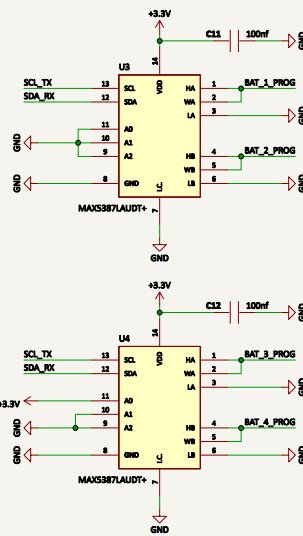 +3.3V
C11 100nf
GND
U3
14
VDD
SCL_TX 13 SCL HA 1 BAT_1_PROG
SDA_RX 12 SDA WA 2
LA 3 GND
11 A0
GND 10 A1 HB 4 BAT_2_PROG
9 A2 WB 5
GND 8 GND LB 6 GND
I.C.
MAX5387LAUDT+ 7
GND
+3.3V
C12 100nf
GND
U4
14
VDD
SCL_TX 13 SCL HA 1 BAT_3_PROG
SDA_RX 12 SDA WA 2
LA 3 GND
+3.3V 11 A0
10 A1 HB 4 BAT_4_PROG
GND 9 A2 WB 5
GND 8 GND LB 6 GND
I.C.
MAX5387LAUDT+ 7
GND